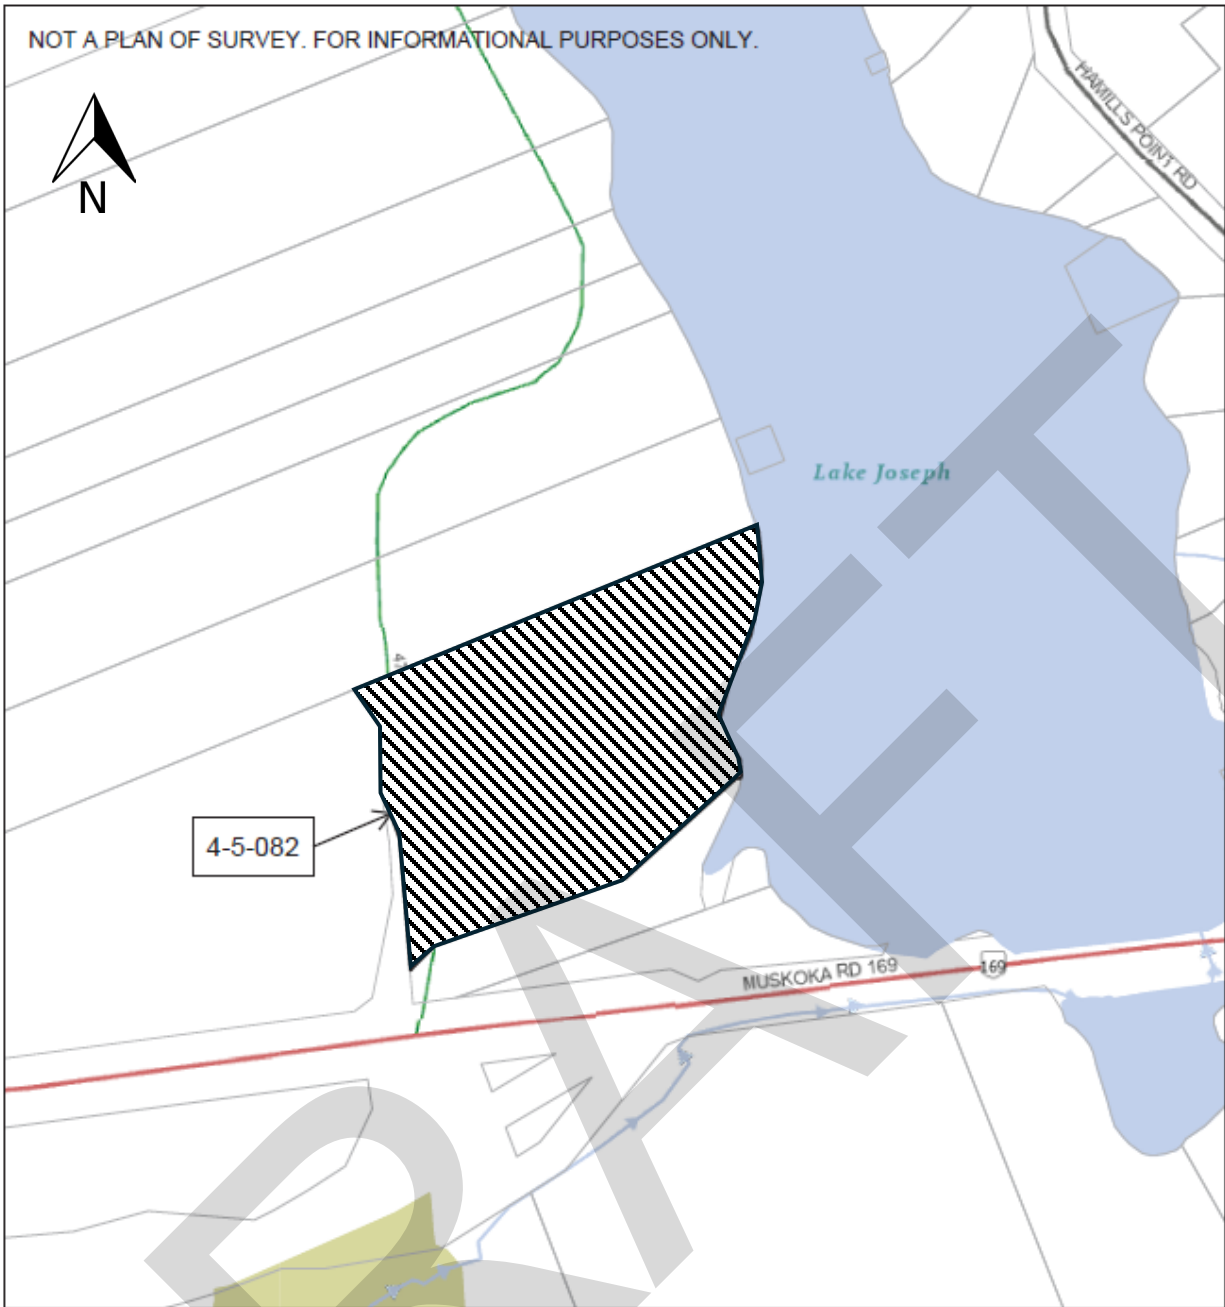 NOT A PLAN OF SURVEY. FOR INFORMATIONAL PURPOSES ONLY.
HAMILLS POINT RD
N
Lake Joseph
4-5-082
MUSKOKA RD 169
169
DRAFT